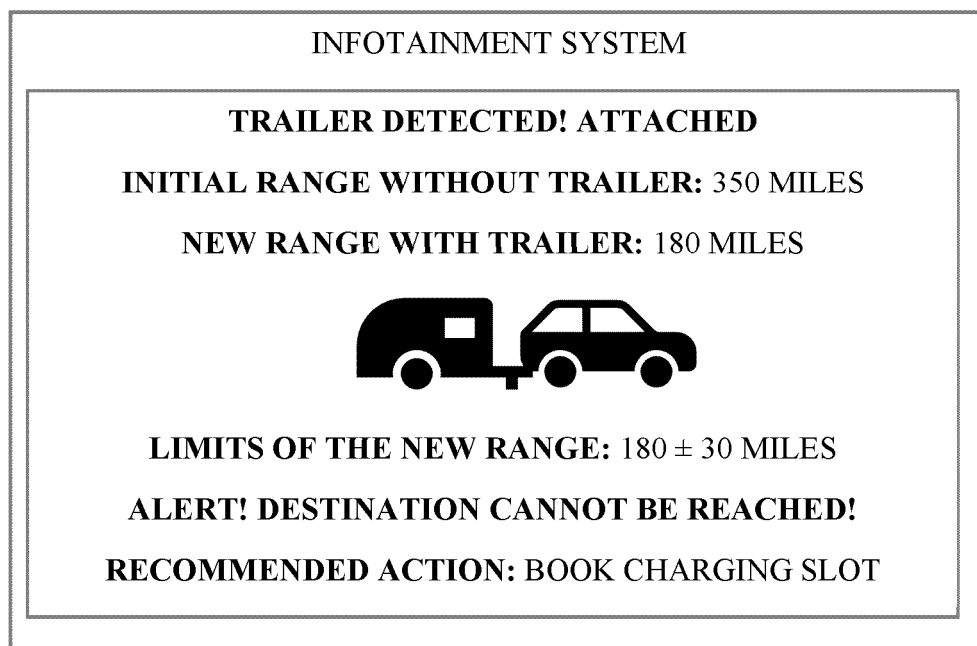 INFOTAINMENT SYSTEM
TRAILER DETECTED! ATTACHED
INITIAL RANGE WITHOUT TRAILER: 350 MILES
NEW RANGE WITH TRAILER: 180 MILES
LIMITS OF THE NEW RANGE: 180 ± 30 MILES
ALERT! DESTINATION CANNOT BE REACHED!
RECOMMENDED ACTION: BOOK CHARGING SLOT